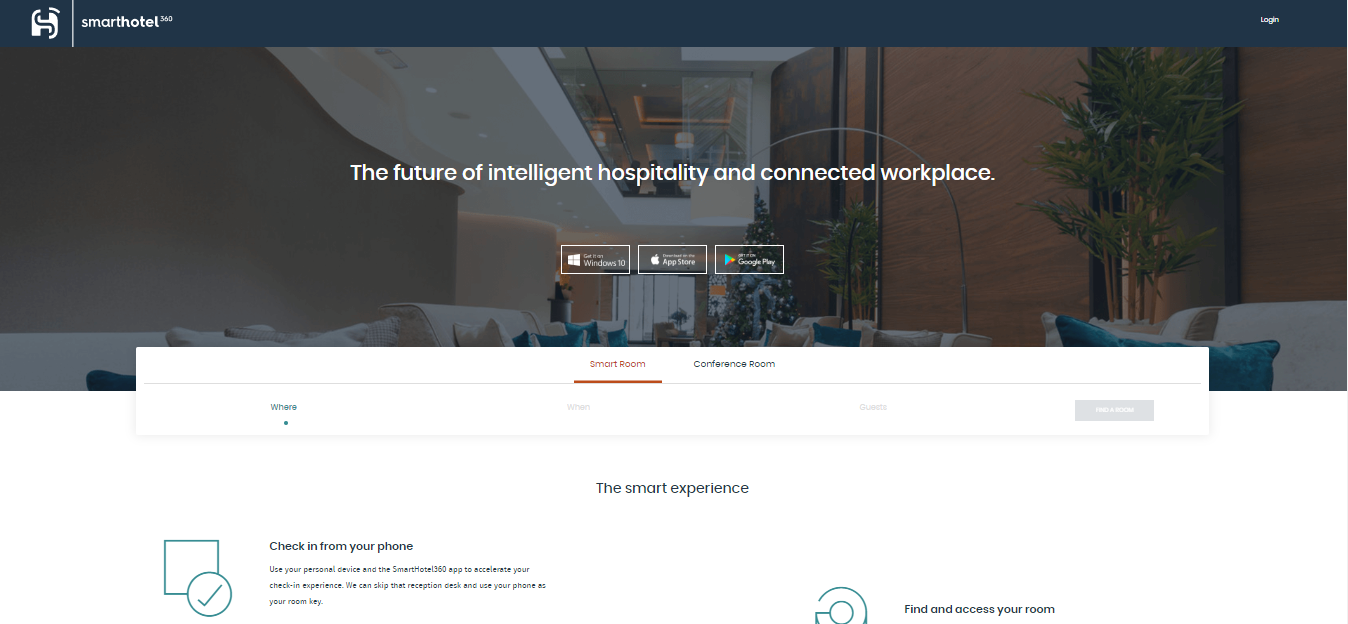 smarthotel360
Login
The future of intelligent hospitality and connected workplace.
Get it on
Windows 10
Download on the
App Store
GET IT ON
Google Play
Smart Room
Conference Room
Where
When
Guests
FIND A ROOM
The smart experience
Check in from your phone
Use your personal device and the SmartHotel360 app to accelerate your
check-in experience. We can skip that reception desk and use your phone as
your room key.
Find and access your room